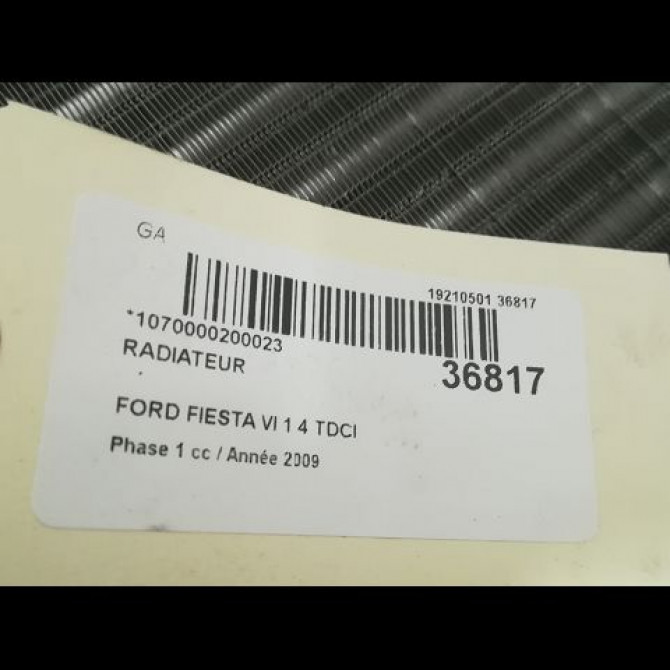 GA
19210501 36817
*1070000200023
RADIATEUR
36817
FORD FIESTA VI 1 4 TDCI
Phase 1 cc / Année 2009